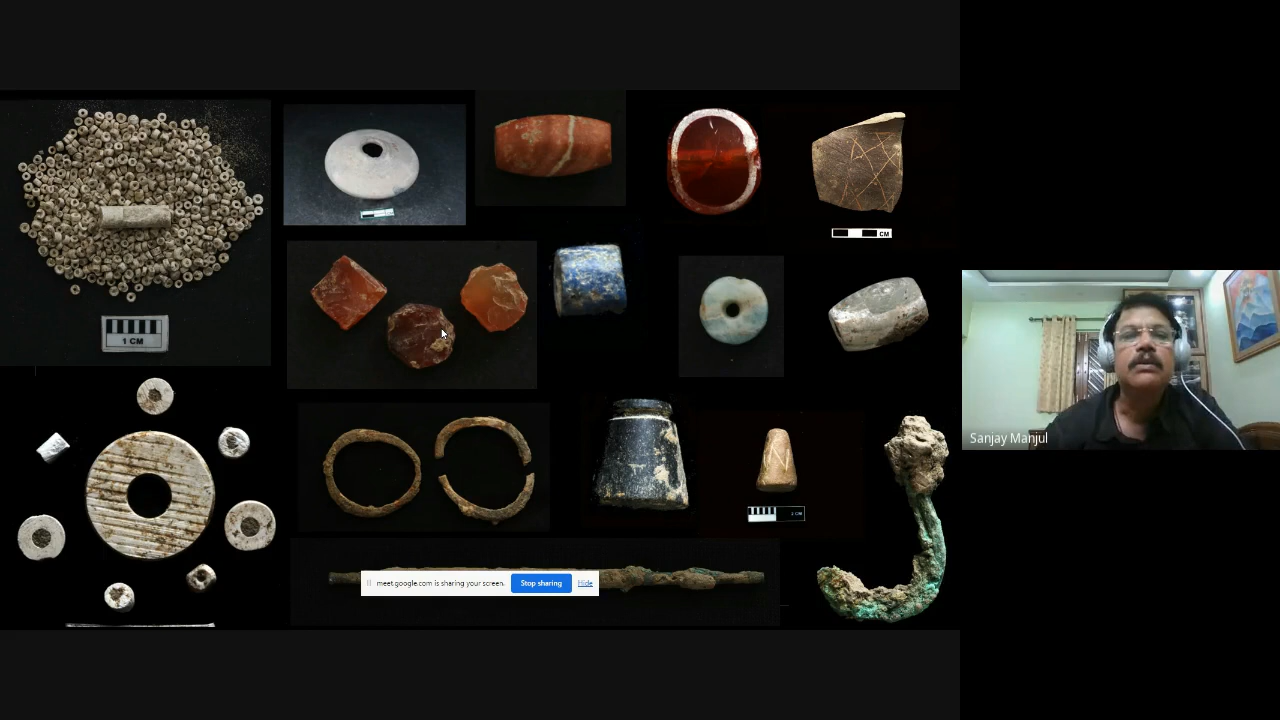 CM
1 CM
Sanjay Manjul
meet.google.com is sharing your screen.
Stop sharing
Hide